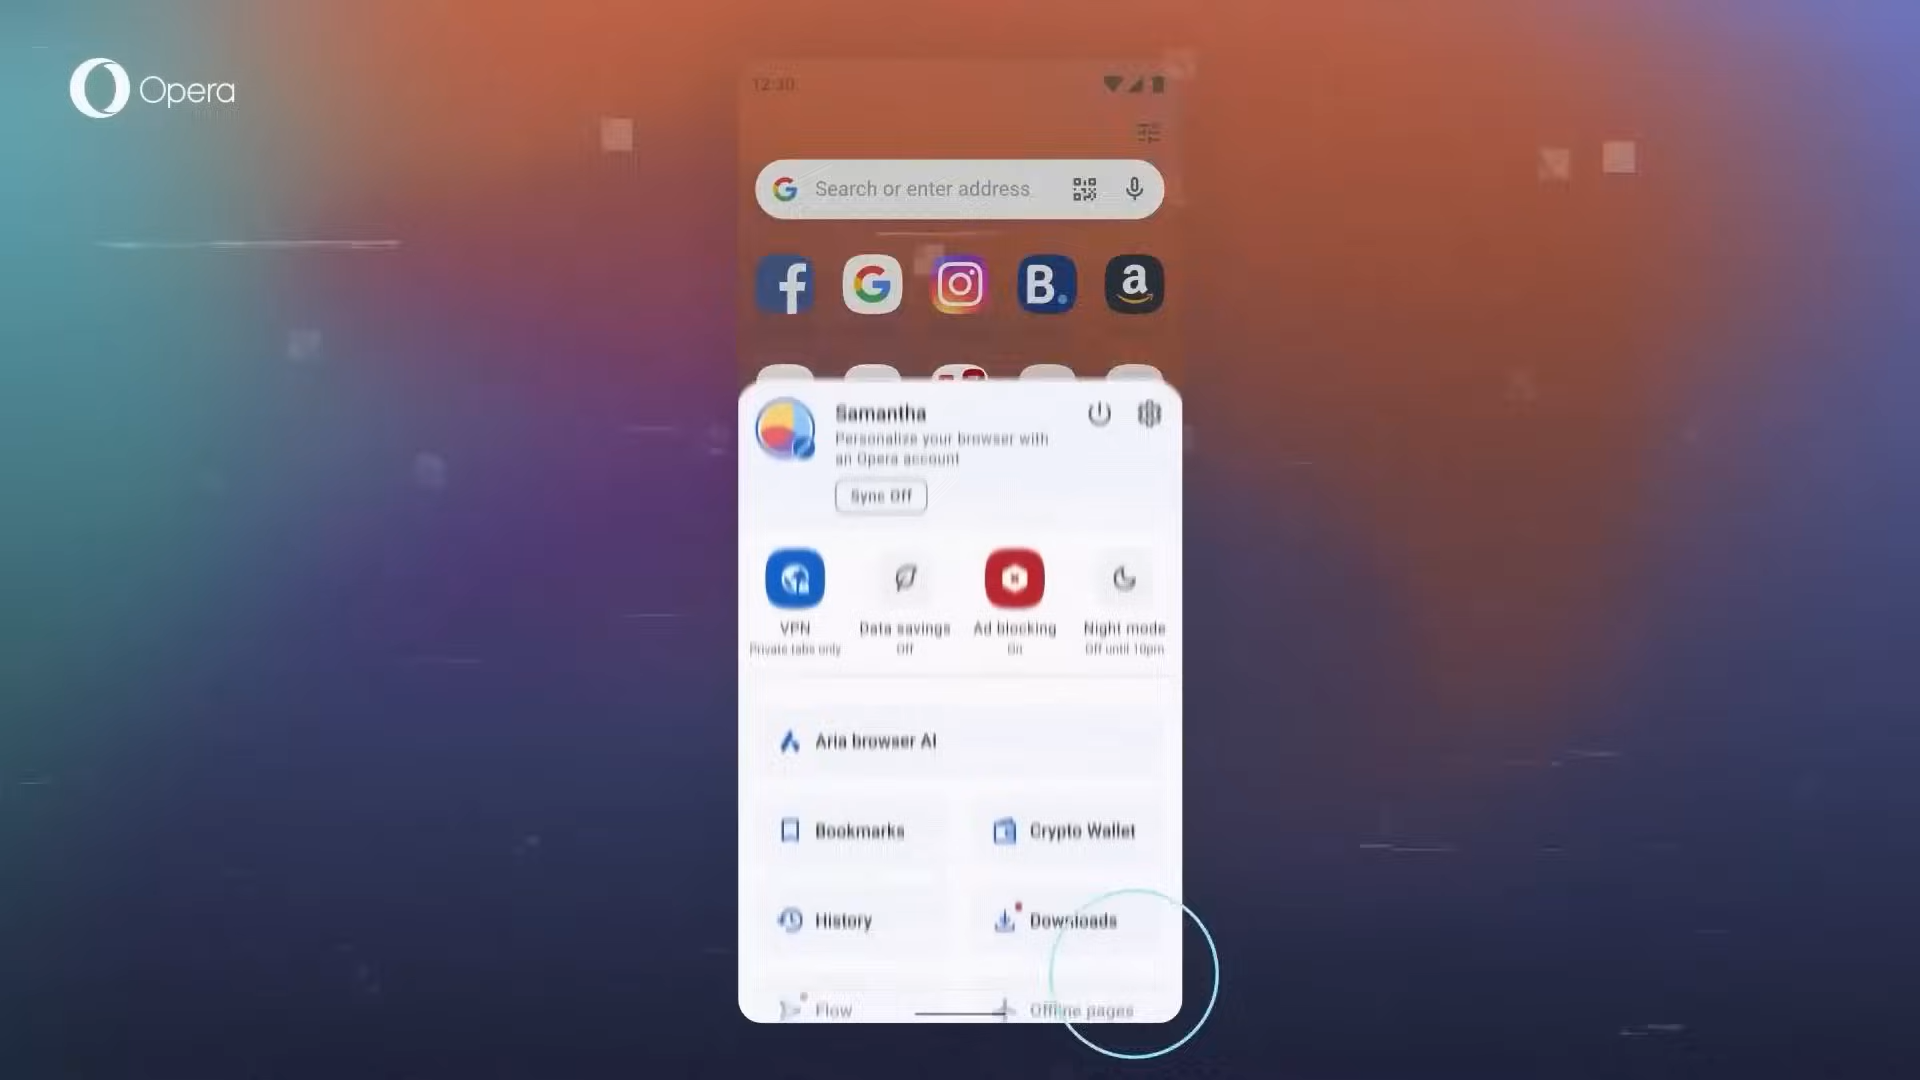 Opera
12:30
Search or enter address
Samantha
Personalize your browser with
an Opera account
Sync Off
VPN
Private tabs only
Data savings
Off
Ad blocking
On
Night mode
Off until 10pm
Aria browser AI
Bookmarks
Crypto Wallet
History
Downloads
Flow
Offline pages